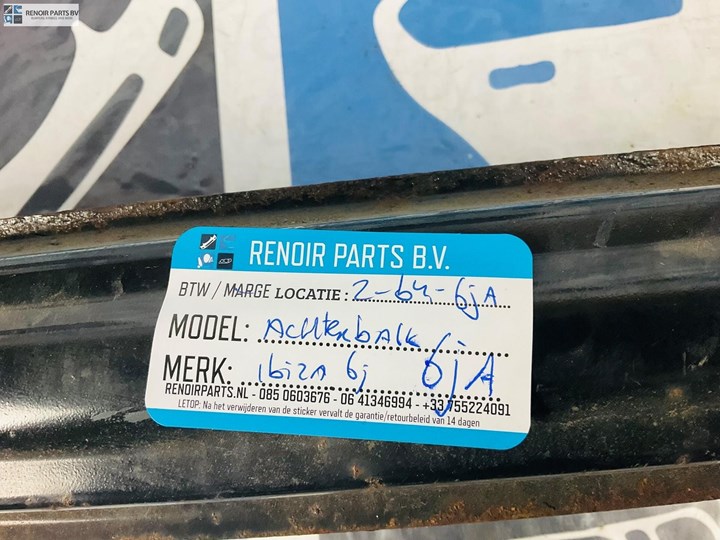 RENOIR PARTS BV
RENOIR PARTS B.V.
BTW / MARGE LOCATIE: 2-64-6jA
MODEL: Achterbalk
MERK: ibiza 6j 6jA
RENOIRPARTS.NL - 085 0603676 - 06 41346994 - +33 755224091
LETOP: Na het verwijderen van de sticker vervalt de garantie/retourbeleid van 14 dagen